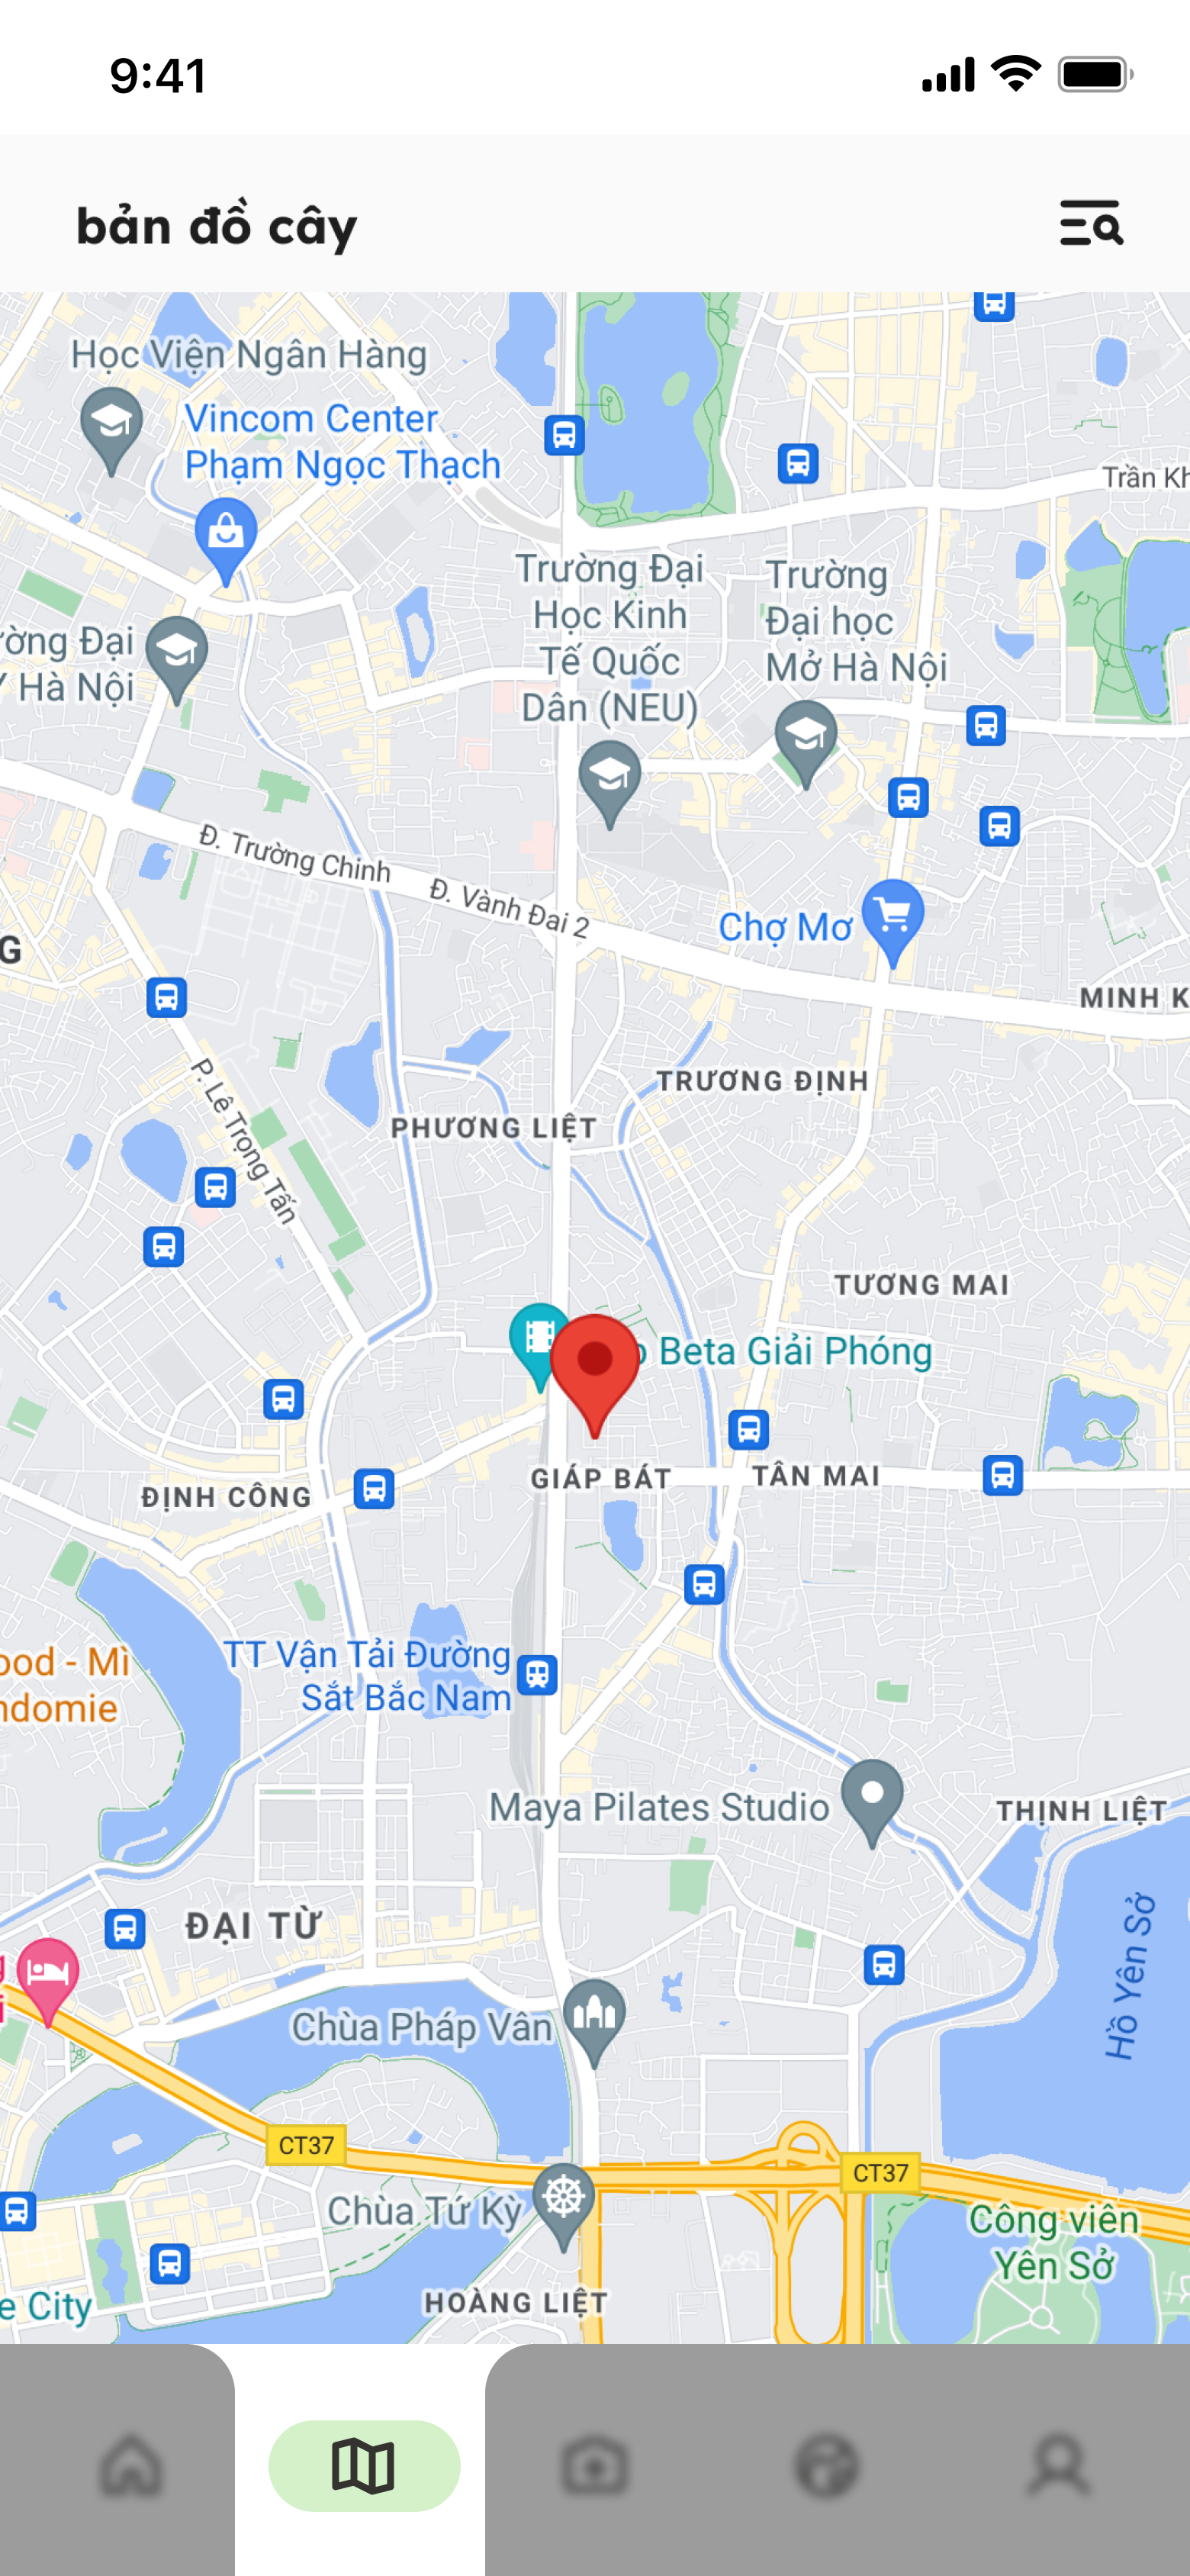 9:41
bản đồ cây
Học Viện Ngân Hàng
Vincom Center
Phạm Ngọc Thạch
Trần Kh
Trường Đại
Học Kinh
Tế Quốc
Dân (NEU)
Trường
Đại học
Mở Hà Nội
ường Đại
Hà Nội
Đ. Trường Chinh
Đ. Vành Đai 2
Chợ Mơ
G
MINH K
P. Lê Trọng Tấn
TRƯƠNG ĐỊNH
PHƯƠNG LIỆT
TƯƠNG MAI
Beta Giải Phóng
GIÁP BÁT
TÂN MAI
ĐỊNH CÔNG
ood - Mì
ndomie
TT Vận Tải Đường
Sắt Bắc Nam
Maya Pilates Studio
THỊNH LIỆT
ĐẠI TỪ
Hồ Yên Sở
Chùa Pháp Vân
CT37
CT37
Chùa Tứ Kỳ
Công viên
Yên Sở
HOÀNG LIỆT
e City